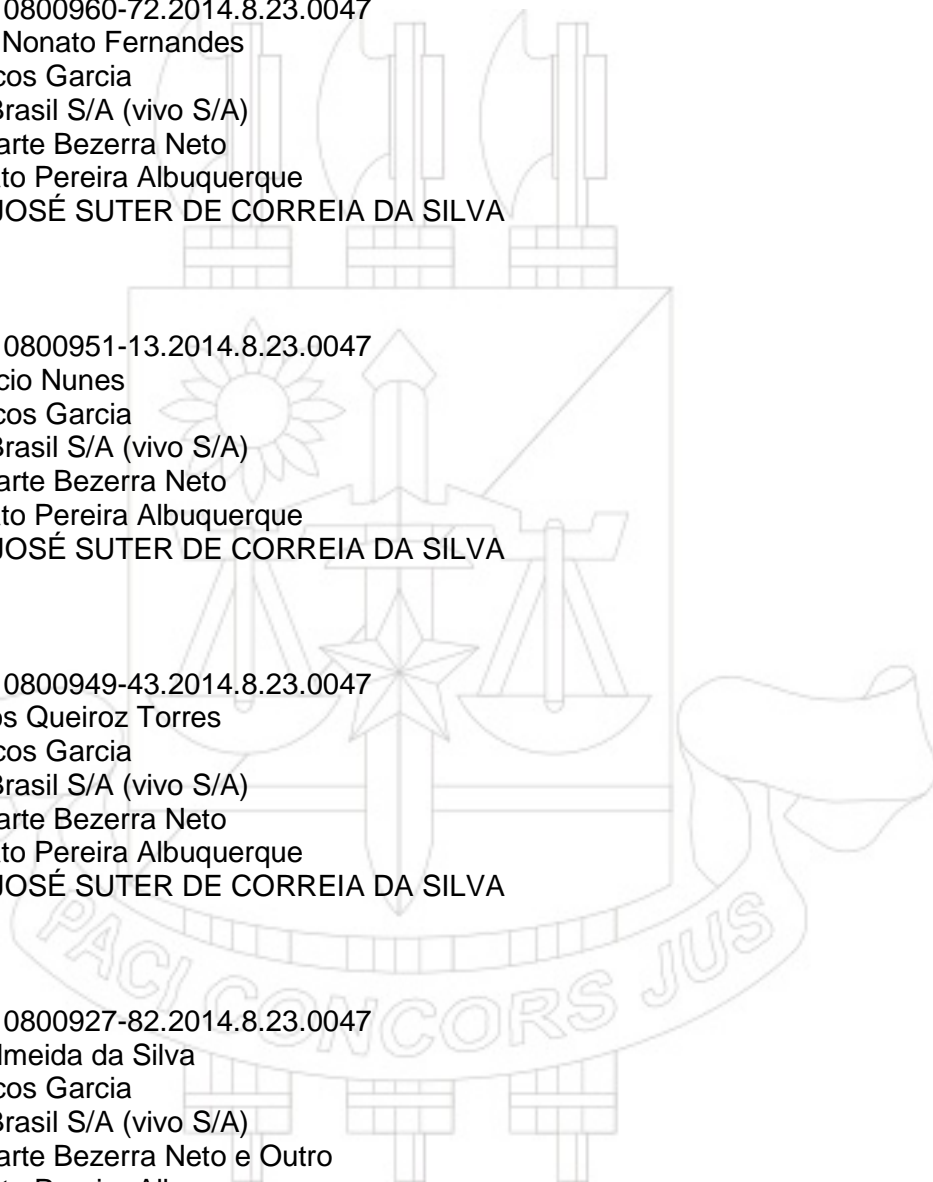 0800960-72.2014.8.23.0047
Nonato Fernandes
cos Garcia
Brasil S/A (vivo S/A)
arte Bezerra Neto
to Pereira Albuquerque
JOSÉ SUTER DE CORREIA DA SILVA
0800951-13.2014.8.23.0047
cio Nunes
cos Garcia
Brasil S/A (vivo S/A)
arte Bezerra Neto
to Pereira Albuquerque
JOSÉ SUTER DE CORREIA DA SILVA
0800949-43.2014.8.23.0047
os Queiroz Torres
cos Garcia
Brasil S/A (vivo S/A)
arte Bezerra Neto
to Pereira Albuquerque
JOSÉ SUTER DE CORREIA DA SILVA
PACI CONCORS JUS
0800927-82.2014.8.23.0047
lmeida da Silva
cos Garcia
Brasil S/A (vivo S/A)
arte Bezerra Neto e Outro